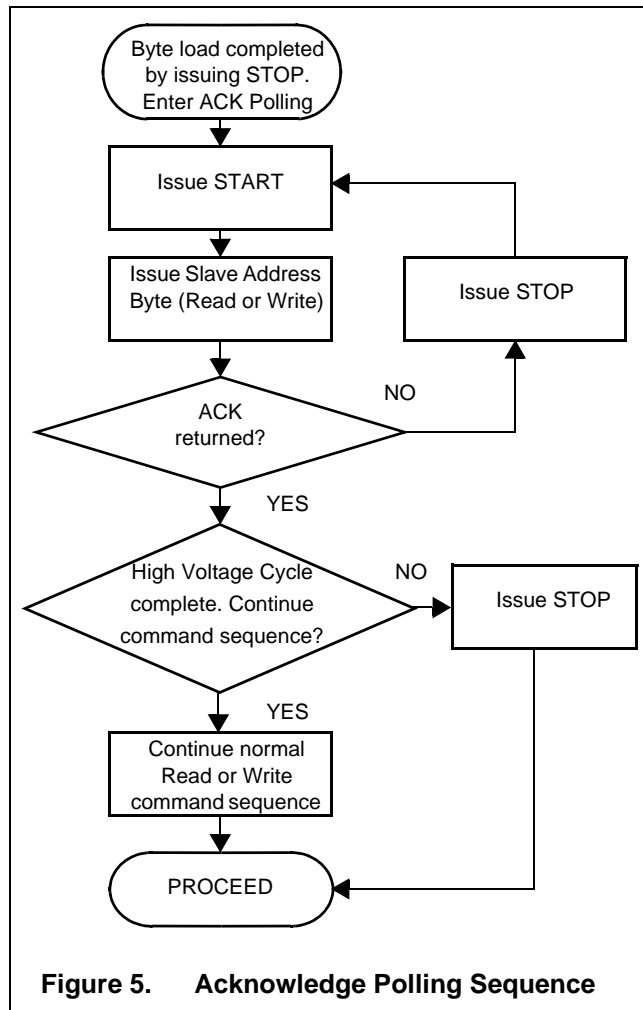 Byte load completed
by issuing STOP.
Enter ACK Polling
Issue START
Issue Slave Address
Byte (Read or Write)
Issue STOP
ACK
returned?
NO
YES
High Voltage Cycle
complete. Continue
command sequence?
NO
Issue STOP
YES
Continue normal
Read or Write
command sequence
PROCEED
Figure 5. Acknowledge Polling Sequence